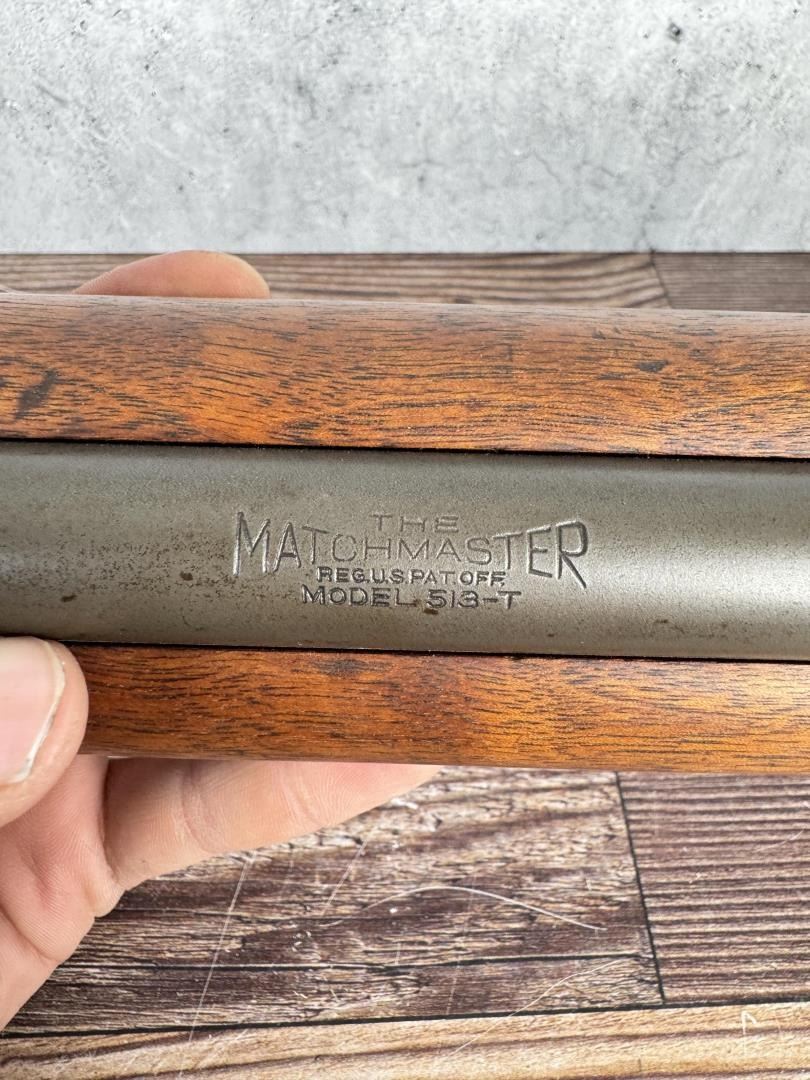 THE
MATCHMASTER
REG.U.S.PAT.OFF.
MODEL 513-T